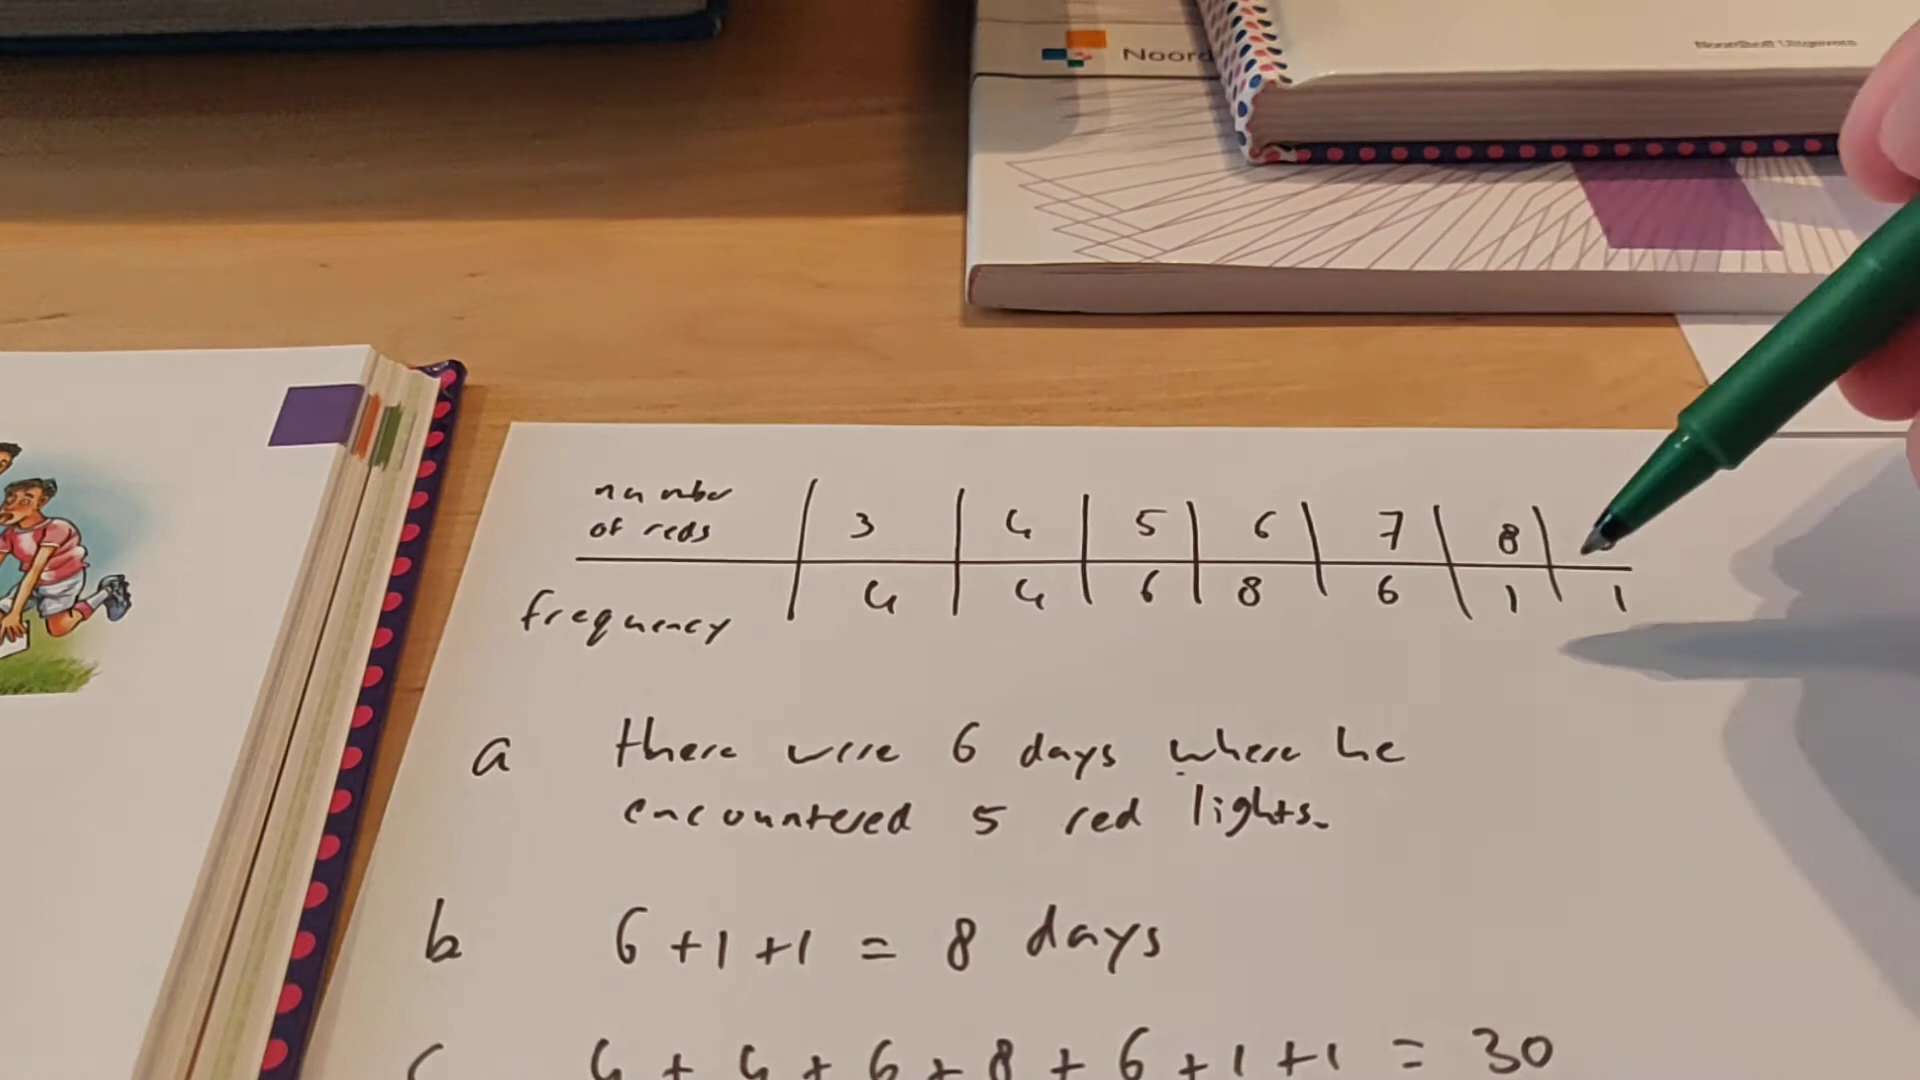 Noord
Noordhoff Uitgevers
number
of reds 3 4 5 6 7 8
frequency 4 4 6 8 6 1 1
a there were 6 days where he
encountered 5 red lights.
b 6 + 1 + 1 = 8 days
c 4 + 4 + 6 + 8 + 6 + 1 + 1 = 30